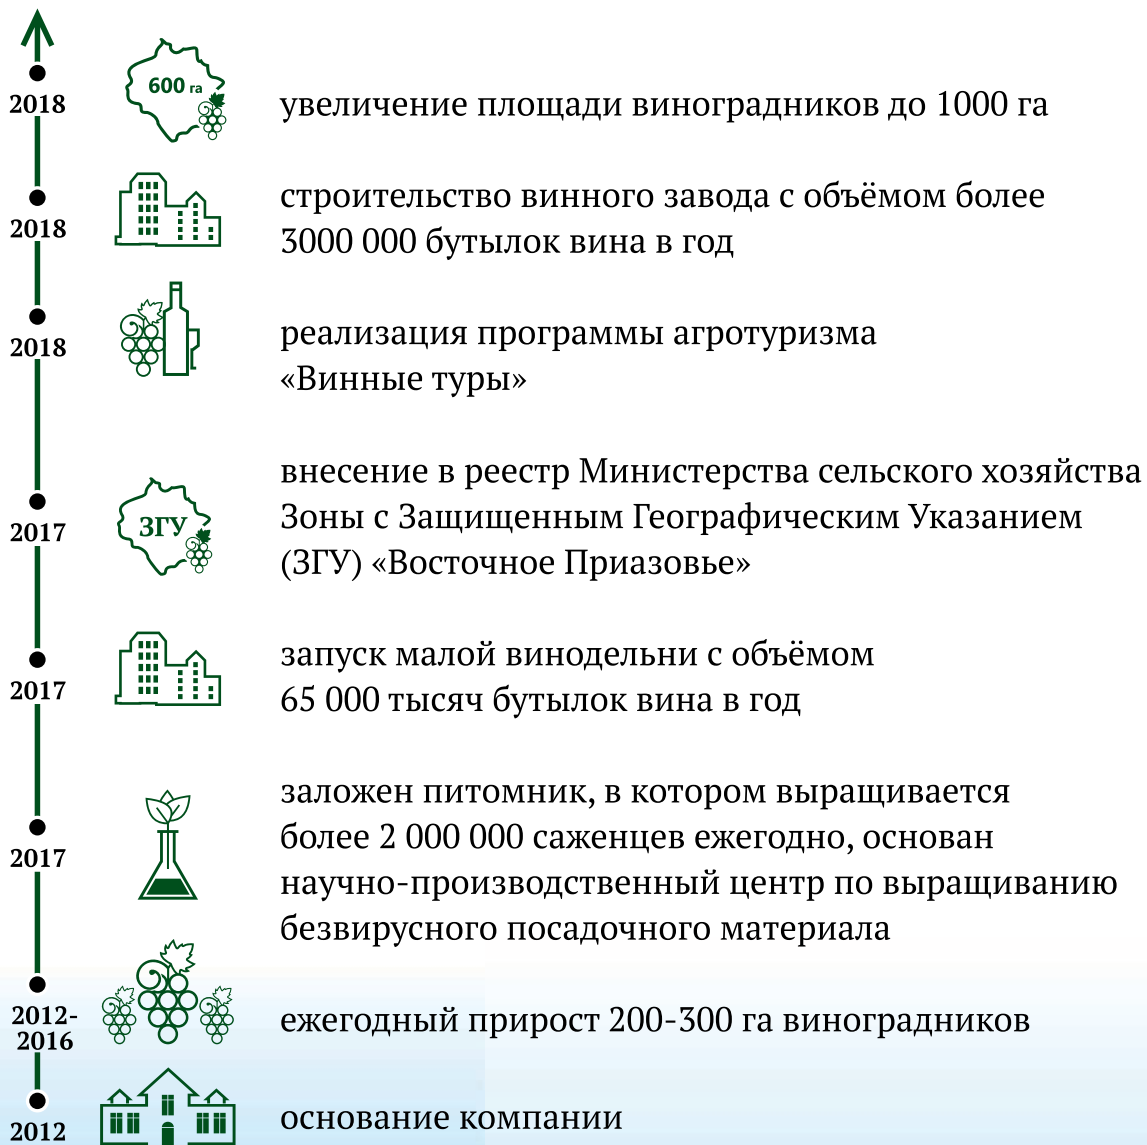 600 га
2018
увеличение площади виноградников до 1000 га
2018
строительство винного завода с объёмом более
3000 000 бутылок вина в год
2018
реализация программы агротуризма
«Винные туры»
2017
ЗГУ
внесение в реестр Министерства сельского хозяйства
Зоны с Защищенным Географическим Указанием
(ЗГУ) «Восточное Приазовье»
2017
запуск малой винодельни с объёмом
65 000 тысяч бутылок вина в год
2017
заложен питомник, в котором выращивается
более 2 000 000 саженцев ежегодно, основан
научно-производственный центр по выращиванию
безвирусного посадочного материала
2012-
2016
ежегодный прирост 200-300 га виноградников
2012
основание компании